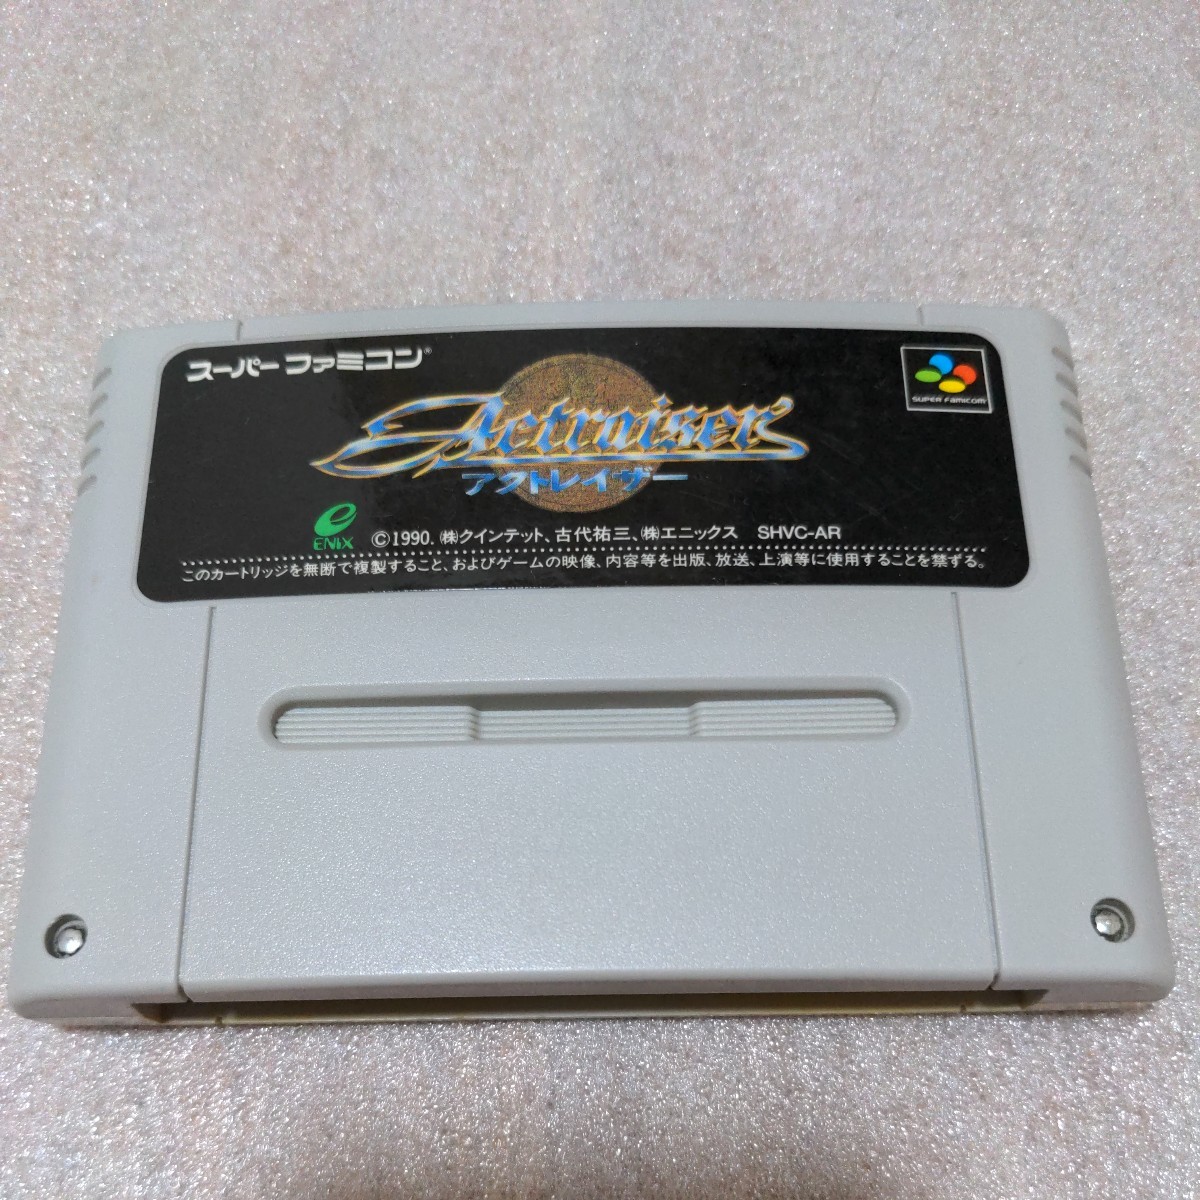 スーパーファミコン®
Actraiser
アクトレイザー
SUPER FAMICOM
ENIX
©1990. ㈱クインテット、古代祐三、㈱エニックス SHVC-AR
このカートリッジを無断で複製すること、およびゲームの映像、内容等を出版、放送、上演等に使用することを禁ずる。